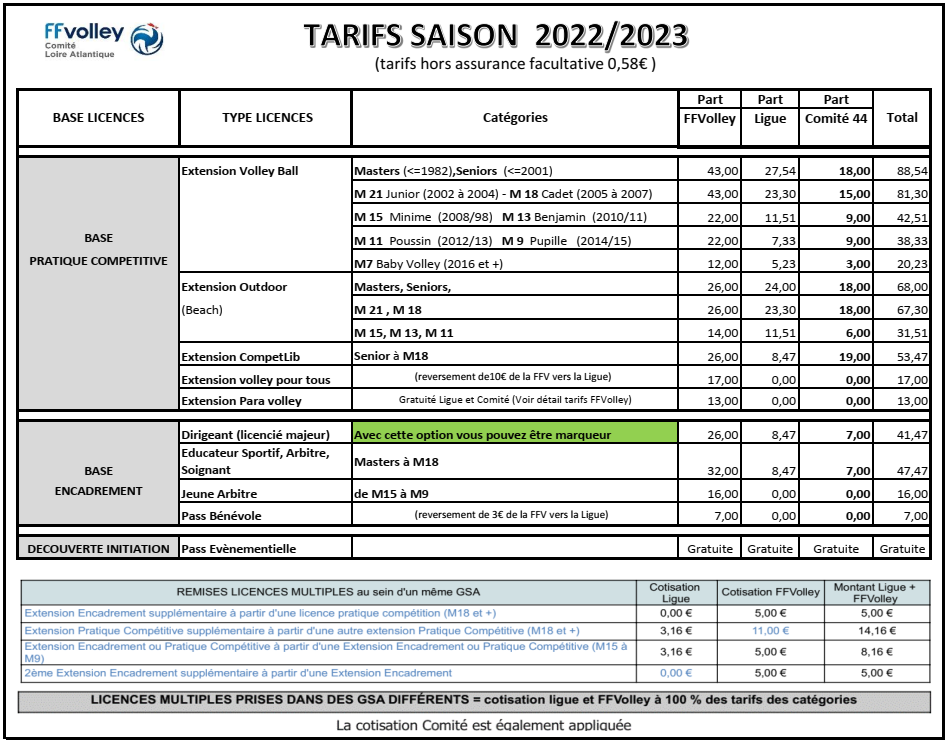 FFvolley
Comité
Loire Atlantique
TARIFS SAISON 2022/2023
(tarifs hors assurance facultative 0,58€ )
BASE LICENCES TYPE LICENCES Catégories Part FFVolley Part Ligue Part Comité 44 Total
BASE
PRATIQUE COMPETITIVE
Extension Volley Ball Masters (<=1982),Seniors (<=2001) 43,00 27,54 18,00 88,54
M 21 Junior (2002 à 2004) - M 18 Cadet (2005 à 2007) 43,00 23,30 15,00 81,30
M 15 Minime (2008/98) M 13 Benjamin (2010/11) 22,00 11,51 9,00 42,51
M 11 Poussin (2012/13) M 9 Pupille (2014/15) 22,00 7,33 9,00 38,33
M7 Baby Volley (2016 et +) 12,00 5,23 3,00 20,23
Extension Outdoor Masters, Seniors, 26,00 24,00 18,00 68,00
(Beach) M 21 , M 18 26,00 23,30 18,00 67,30
M 15, M 13, M 11 14,00 11,51 6,00 31,51
Extension CompetLib Senior à M18 26,00 8,47 19,00 53,47
Extension volley pour tous (reversement de10€ de la FFV vers la Ligue) 17,00 0,00 0,00 17,00
Extension Para volley Gratuité Ligue et Comité (Voir détail tarifs FFVolley) 13,00 0,00 0,00 13,00
BASE
ENCADREMENT
Dirigeant (licencié majeur) Avec cette option vous pouvez être marqueur 26,00 8,47 7,00 41,47
Educateur Sportif, Arbitre,
Soignant Masters à M18 32,00 8,47 7,00 47,47
Jeune Arbitre de M15 à M9 16,00 0,00 0,00 16,00
Pass Bénévole (reversement de 3€ de la FFV vers la Ligue) 7,00 0,00 0,00 7,00
DECOUVERTE INITIATION Pass Evènementielle Gratuite Gratuite Gratuite Gratuite
REMISES LICENCES MULTIPLES au sein d'un même GSA Cotisation Ligue Cotisation FFVolley Montant Ligue + FFVolley
Extension Encadrement supplémentaire à partir d'une licence pratique compétition (M18 et +) 0,00 € 5,00 € 5,00 €
Extension Pratique Compétitive supplémentaire à partir d'une autre extension Pratique Compétitive (M18 et +) 3,16 € 11,00 € 14,16 €
Extension Encadrement ou Pratique Compétitive à partir d'une Extension Encadrement ou Pratique Compétitive (M15 à
M9) 3,16 € 5,00 € 8,16 €
2ème Extension Encadrement supplémentaire à partir d'une Extension Encadrement 0,00 € 5,00 € 5,00 €
LICENCES MULTIPLES PRISES DANS DES GSA DIFFÉRENTS = cotisation ligue et FFVolley à 100 % des tarifs des catégories
La cotisation Comité est également appliquée